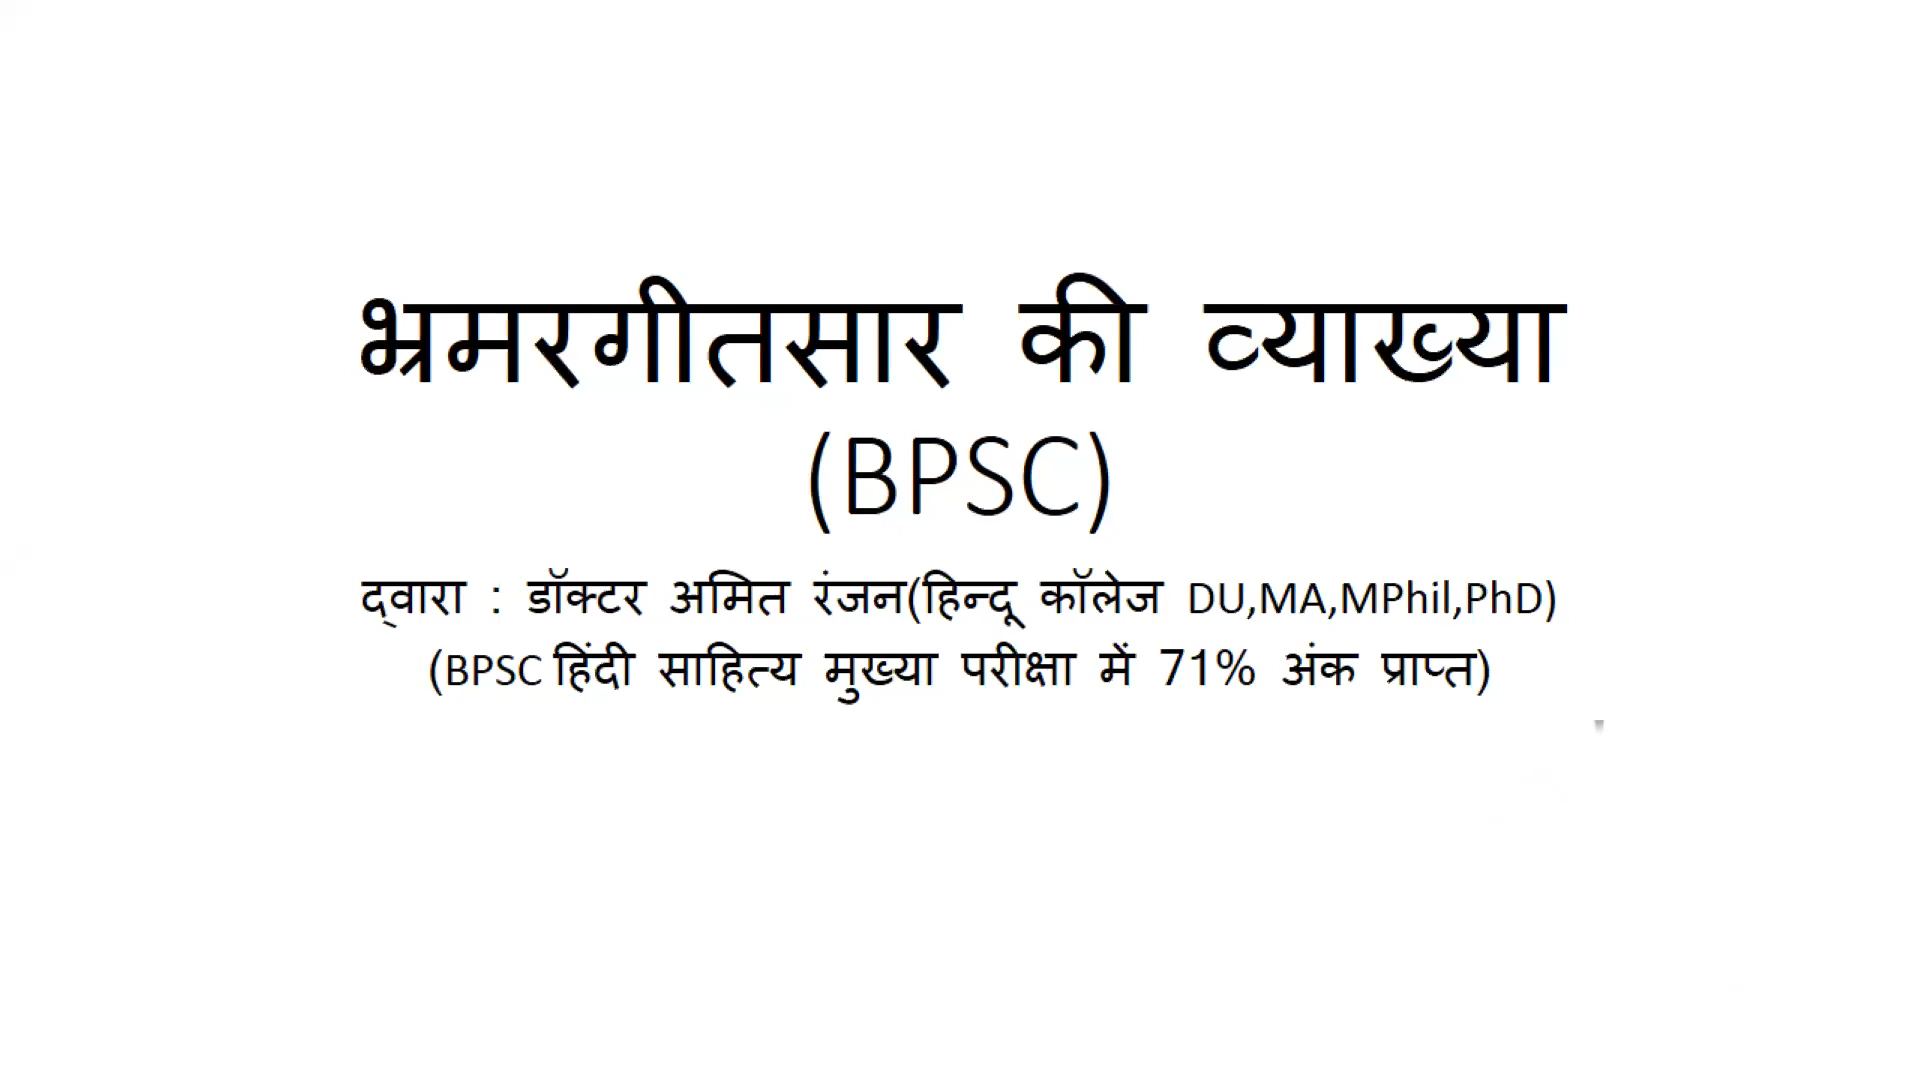 भ्रमरगीतसार की व्याख्या
(BPSC)
द्वारा : डॉक्टर अमित रंजन(हिन्दू कॉलेज DU,MA,MPhil,PhD)
(BPSC हिंदी साहित्य मुख्या परीक्षा में 71% अंक प्राप्त)